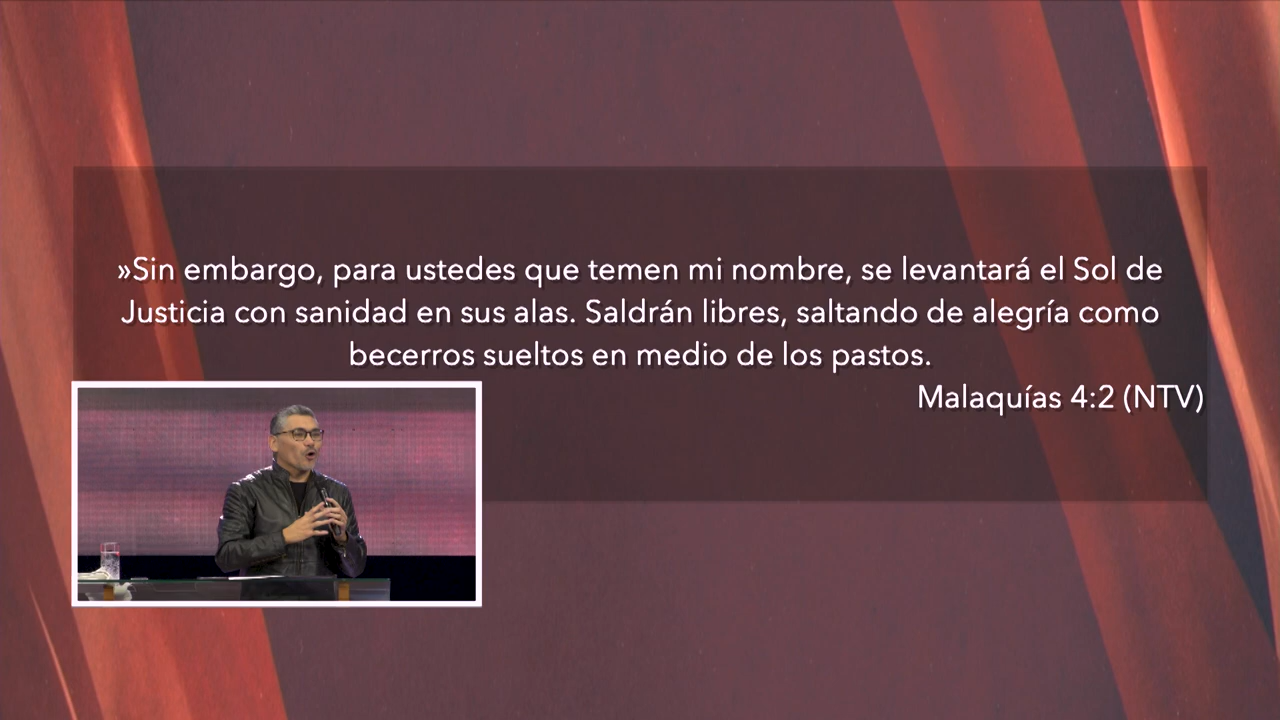 »Sin embargo, para ustedes que temen mi nombre, se levantará el Sol de
Justicia con sanidad en sus alas. Saldrán libres, saltando de alegría como
becerros sueltos en medio de los pastos.
Malaquías 4:2 (NTV)